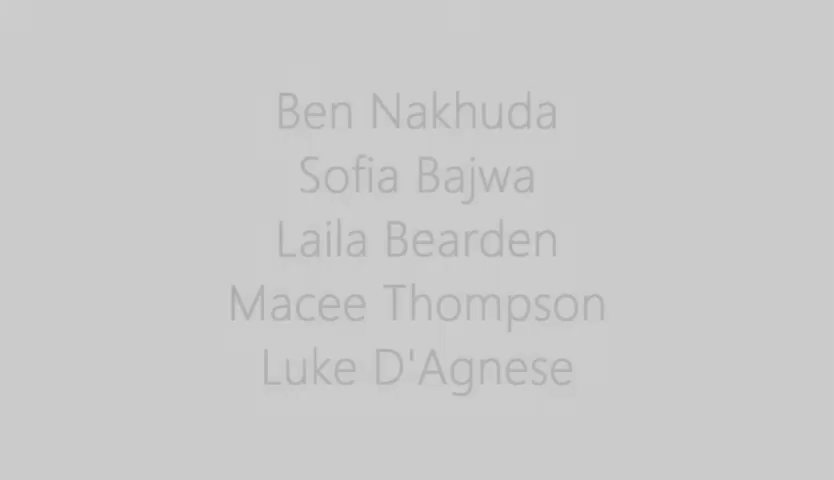 Ben Nakhuda
Sofia Bajwa
Laila Bearden
Macee Thompson
Luke D'Agnese